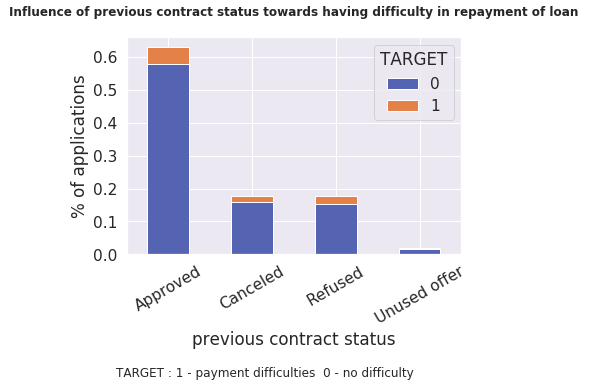 Influence of previous contract status towards having difficulty in repayment of loan
% of applications
0.6
0.5
0.4
0.3
0.2
0.1
0.0
TARGET
0
1
Approved
Canceled
Refused
Unused offer
previous contract status
TARGET : 1 - payment difficulties  0 - no difficulty